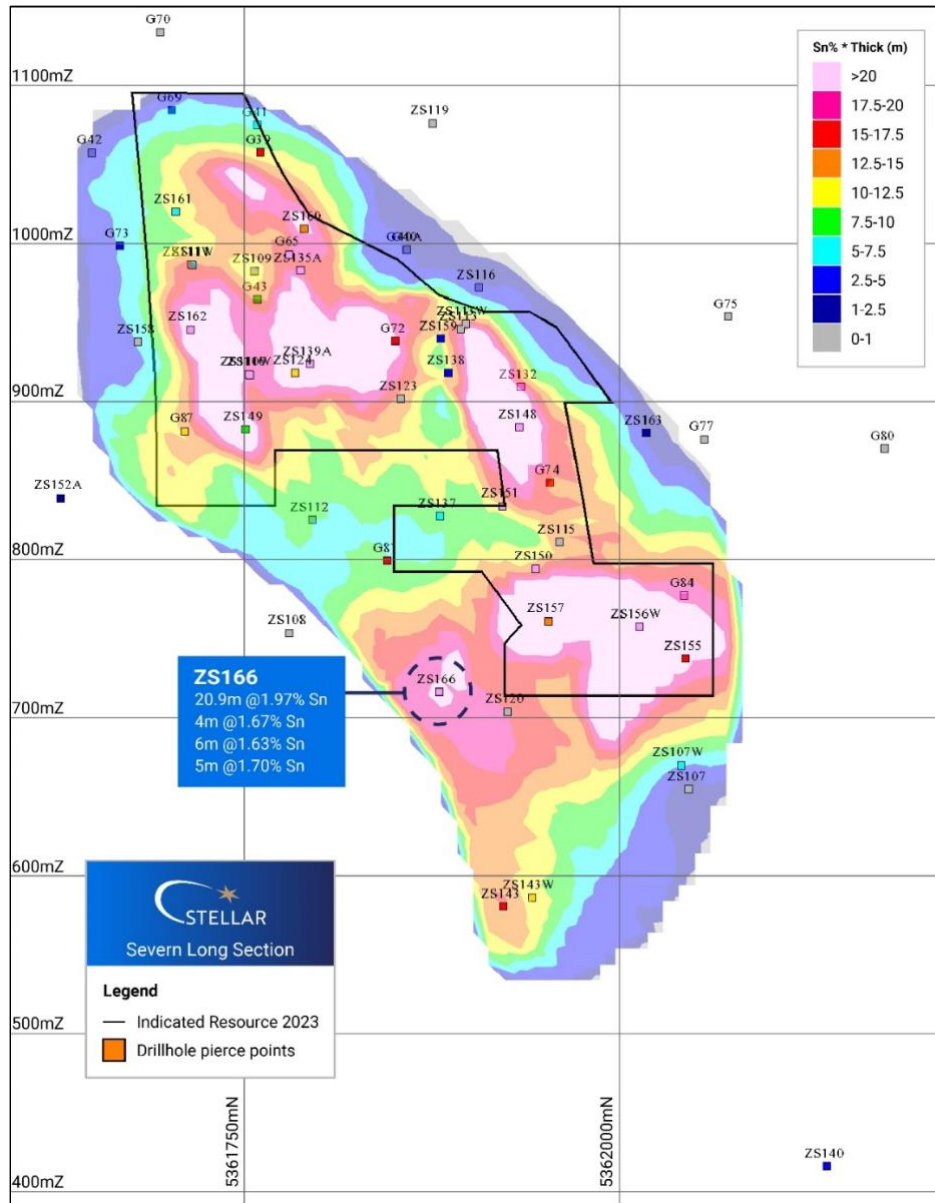 G70
Sn% * Thick (m)
1100mZ
>20
17.5-20
15-17.5
12.5-15
10-12.5
7.5-10
5-7.5
2.5-5
1-2.5
0-1
G69
G41
ZS119
G42
G39
ZS161
ZS160
1000mZ
G73
G65
G40A
ZS111W
ZS109
ZS135A
ZS116
G43
G75
ZS158
ZS162
G72
ZS159
ZS113W
ZS124
ZS139A
ZS138
ZS132
900mZ
ZS123
G87
ZS149
ZS148
ZS163
G77
G80
G74
ZS152A
ZS151
ZS112
ZS137
ZS115
800mZ
ZS150
G84
ZS157
ZS156W
ZS108
ZS155
ZS166
20.9m @1.97% Sn
4m @1.67% Sn
6m @1.63% Sn
5m @1.70% Sn
ZS166
700mZ
ZS120
ZS107W
ZS107
600mZ
ZS143
ZS143W
STELLAR
Severn Long Section
Legend
Indicated Resource 2023
Drillhole pierce points
500mZ
5361750mN
5362000mN
ZS140
400mZ